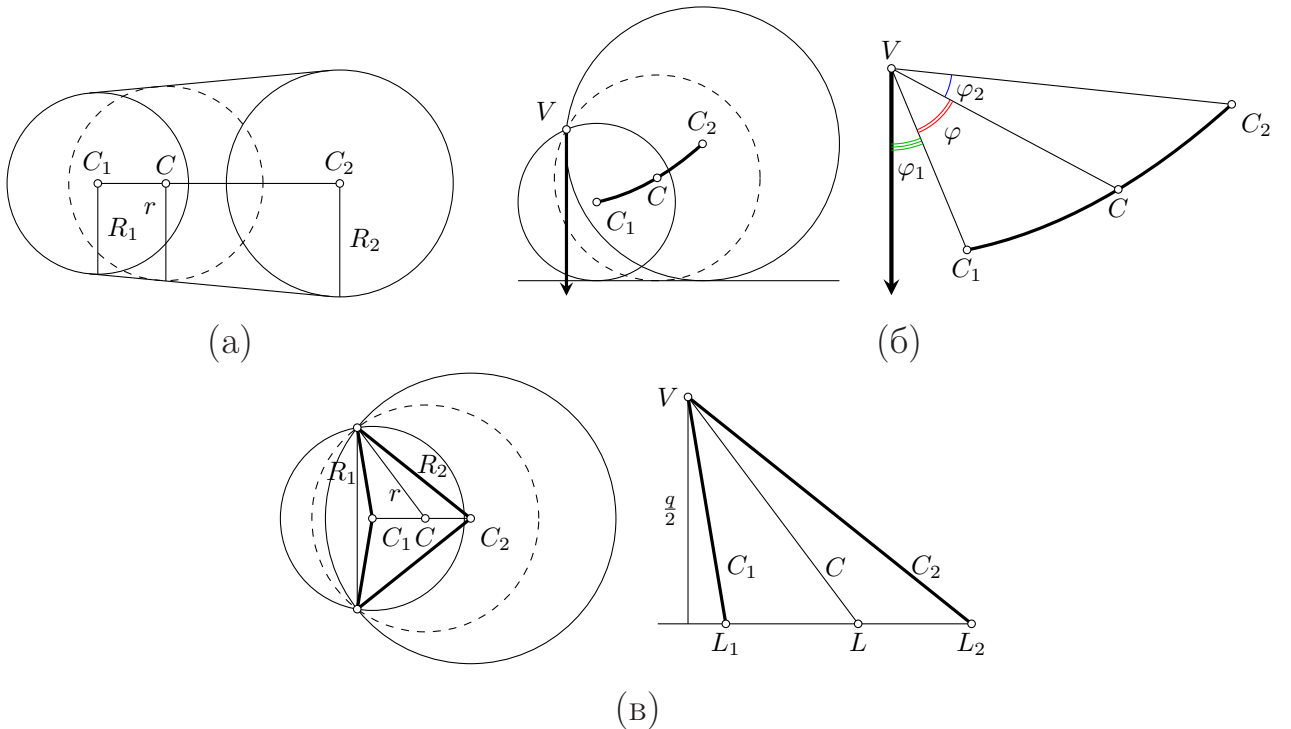 C₁ C C₂
r R₁ R₂
(а)
V C₂ C C₁
V φ₂ φ φ₁ C₂ C C₁
(б)
R₁ R₂ r C₁ C C₂
V q/2 C₁ C C₂ L₁ L L₂
(в)